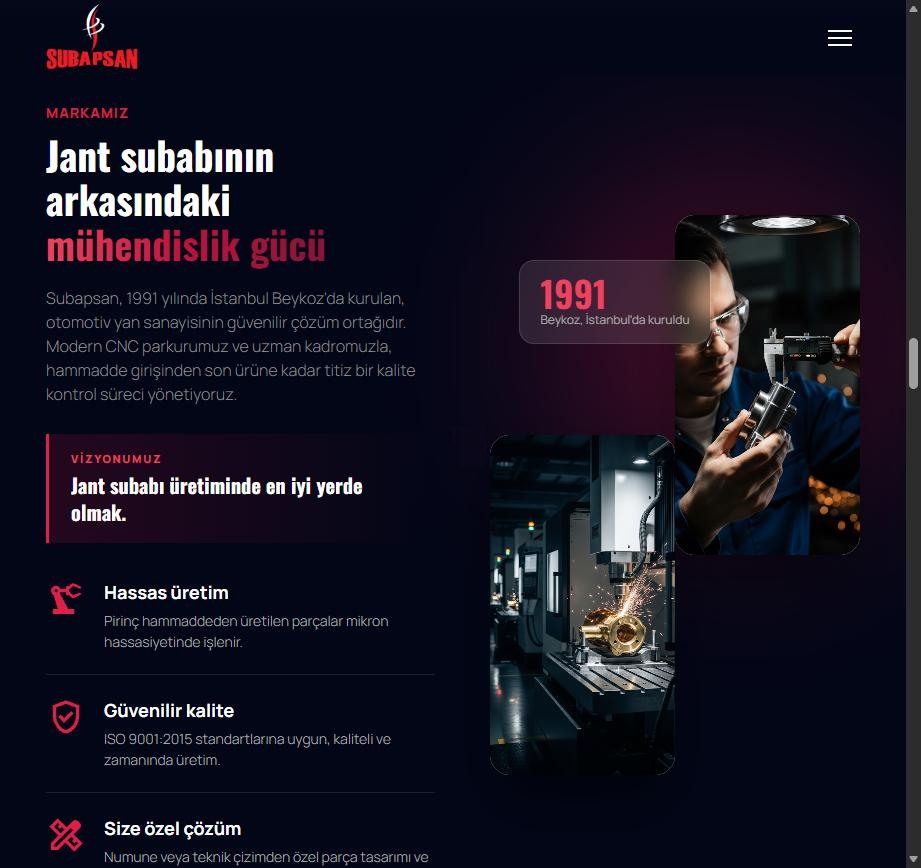 SUBAPSAN
MARKAMIZ
Jant subabının
arkasındaki
mühendislik gücü
Subapsan, 1991 yılında İstanbul Beykoz'da kurulan,
otomotiv yan sanayisinin güvenilir çözüm ortağıdır.
Modern CNC parkurumuz ve uzman kadromuzla,
hammadde girişinden son ürüne kadar titiz bir kalite
kontrol süreci yönetiyoruz.
VİZYONUMUZ
Jant subabı üretiminde en iyi yerde
olmak.
Hassas üretim
Pirinç hammaddeden üretilen parçalar mikron
hassasiyetinde işlenir.
Güvenilir kalite
ISO 9001:2015 standartlarına uygun, kaliteli ve
zamanında üretim.
Size özel çözüm
Numune veya teknik çizimden özel parça tasarımı ve
1991
Beykoz, İstanbul'da kuruldu